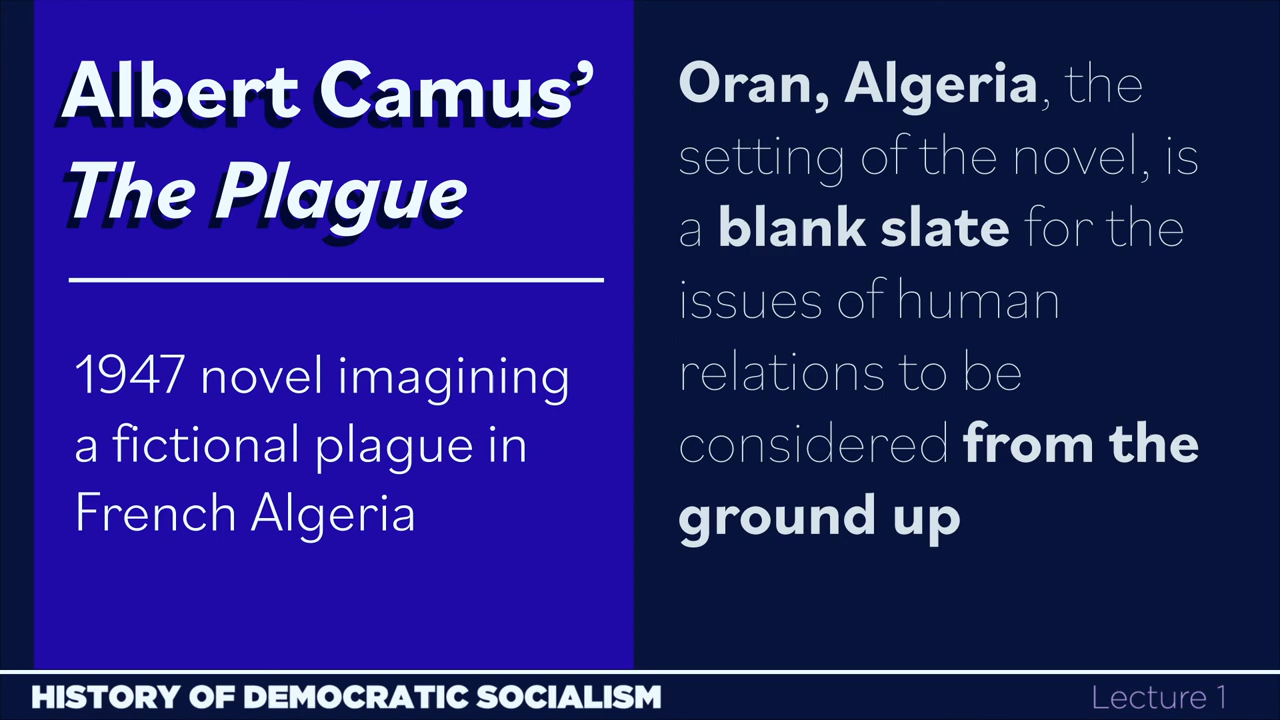 Albert Camus’
The Plague
1947 novel imagining
a fictional plague in
French Algeria
Oran, Algeria, the
setting of the novel, is
a blank slate for the
issues of human
relations to be
considered from the
ground up
HISTORY OF DEMOCRATIC SOCIALISM
Lecture 1